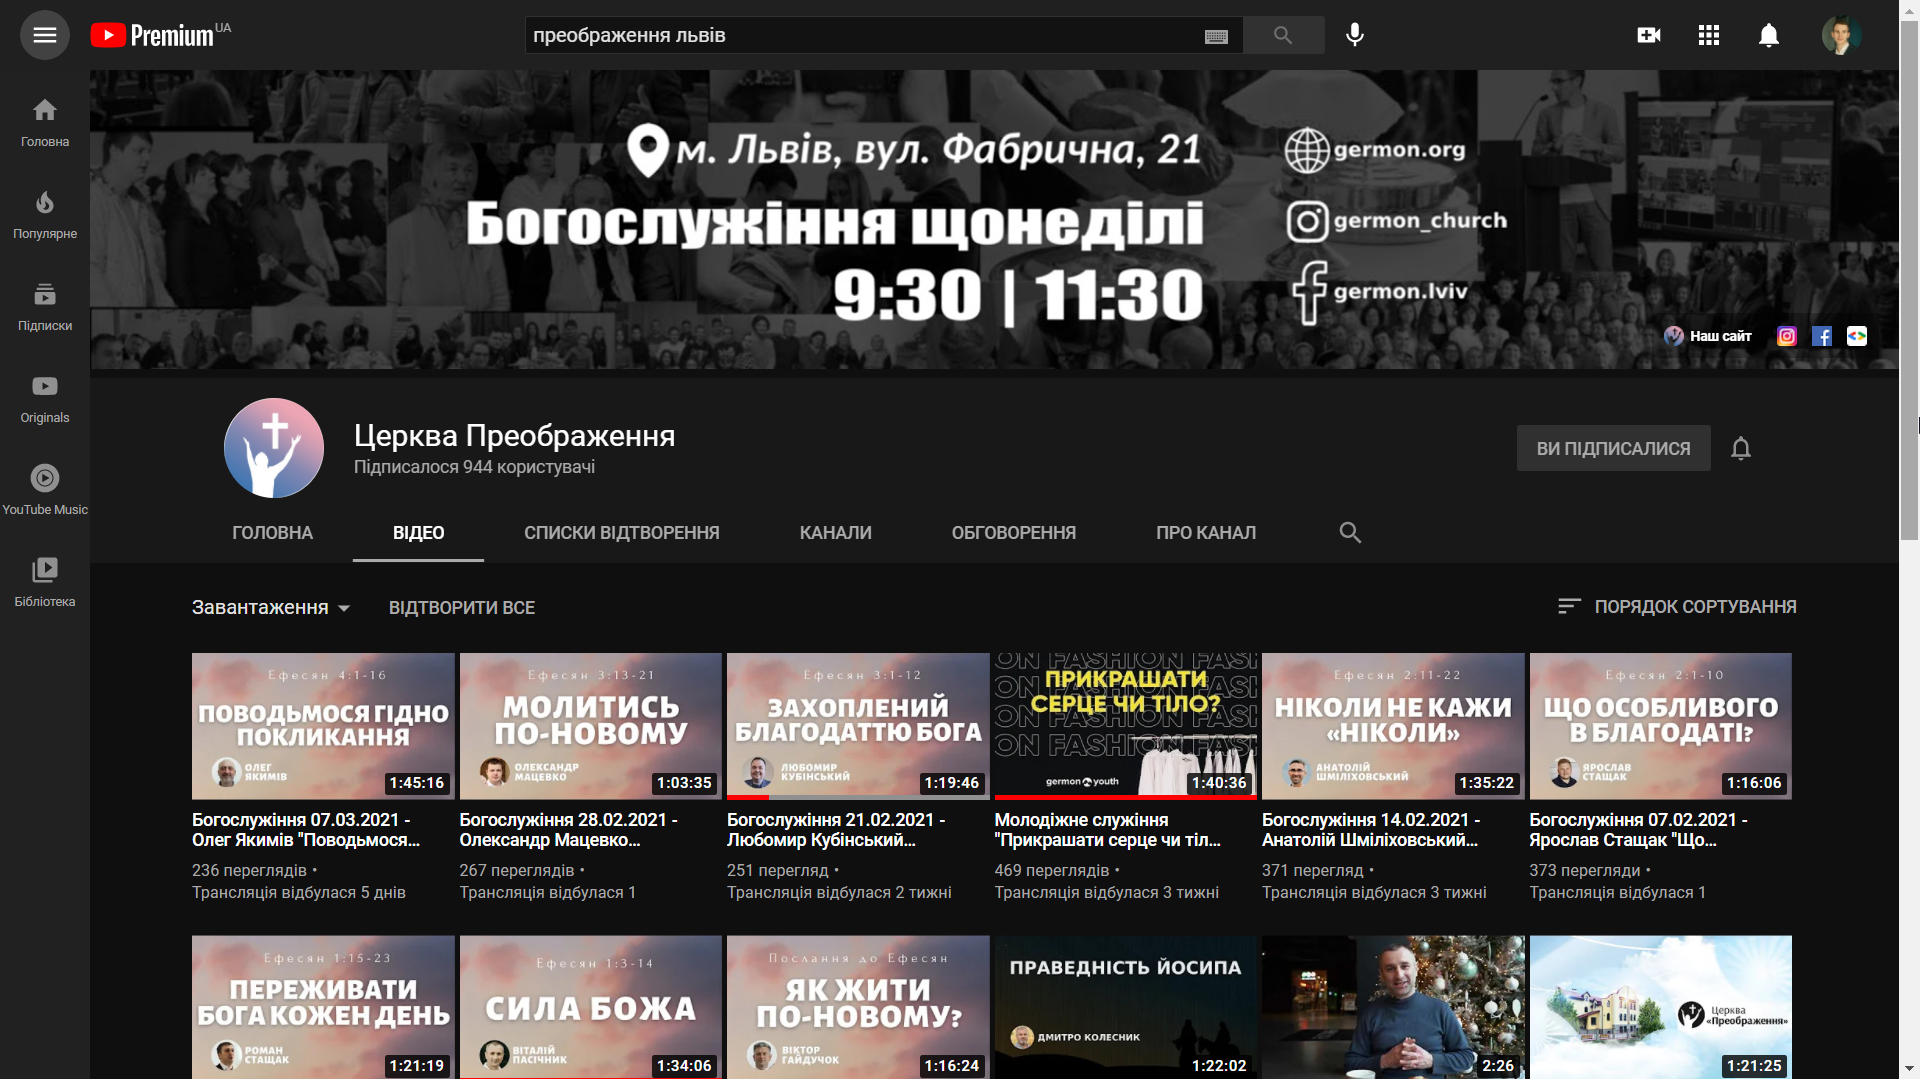 Premium UA
преображення львів
м. Львів, вул. Фабрична, 21
Богослужіння щонеділі
9:30 | 11:30
germon.org
germon_church
germon.lviv
Наш сайт
Головна
Популярне
Підписки
Originals
YouTube Music
Бібліотека
Церква Преображення
Підписалося 944 користувачі
ВИ ПІДПИСАЛИСЯ
ГОЛОВНА
ВІДЕО
СПИСКИ ВІДТВОРЕННЯ
КАНАЛИ
ОБГОВОРЕННЯ
ПРО КАНАЛ
Завантаження
ВІДТВОРИТИ ВСЕ
ПОРЯДОК СОРТУВАННЯ
Ефесян 4:1-16
ПОВОДЬМОСЯ ГІДНО
ПОКЛИКАННЯ
ОЛЕГ
ЯКИМІВ
1:45:16
Богослужіння 07.03.2021 -
Олег Якимів "Поводьмося...
236 переглядів •
Трансляція відбулася 5 днів
Ефесян 3:13-21
МОЛИТИСЬ
ПО-НОВОМУ
ОЛЕКСАНДР
МАЦЕВКО
1:03:35
Богослужіння 28.02.2021 -
Олександр Мацевко...
267 переглядів •
Трансляція відбулася 1
Ефесян 3:1-12
ЗАХОПЛЕНИЙ
БЛАГОДАТТЮ БОГА
ЛЮБОМИР
КУБІНСЬКИЙ
1:19:46
Богослужіння 21.02.2021 -
Любомир Кубінський...
251 перегляд •
Трансляція відбулася 2 тижні
ON FASHION FASH
ПРИКРАШАТИ
СЕРЦЕ ЧИ ТІЛО?
germon youth
1:40:36
Молодіжне служіння
"Прикрашати серце чи тіл...
469 переглядів •
Трансляція відбулася 3 тижні
Ефесян 2:11-22
НІКОЛИ НЕ КАЖИ
«НІКОЛИ»
АНАТОЛІЙ
ШМІЛІХОВСЬКИЙ
1:35:22
Богослужіння 14.02.2021 -
Анатолій Шміліховський...
371 перегляд •
Трансляція відбулася 3 тижні
Ефесян 2:1-10
ЩО ОСОБЛИВОГО
В БЛАГОДАТІ?
ЯРОСЛАВ
СТАЩАК
1:16:06
Богослужіння 07.02.2021 -
Ярослав Стащак "Що...
373 перегляди •
Трансляція відбулася 1
Ефесян 1:15-23
ПЕРЕЖИВАТИ
БОГА КОЖЕН ДЕНЬ
РОМАН
СТАЩАК
1:21:19
Ефесян 1:3-14
СИЛА БОЖА
ВІТАЛІЙ
ПАСІЧНИК
1:34:06
Послання до Ефесян
ЯК ЖИТИ
ПО-НОВОМУ?
ВІКТОР
ГАЙДУЧОК
1:16:24
ПРАВЕДНІСТЬ ЙОСИПА
ДМИТРО КОЛЕСНИК
1:22:02
2:26
Церква
«Преображення»
1:21:25